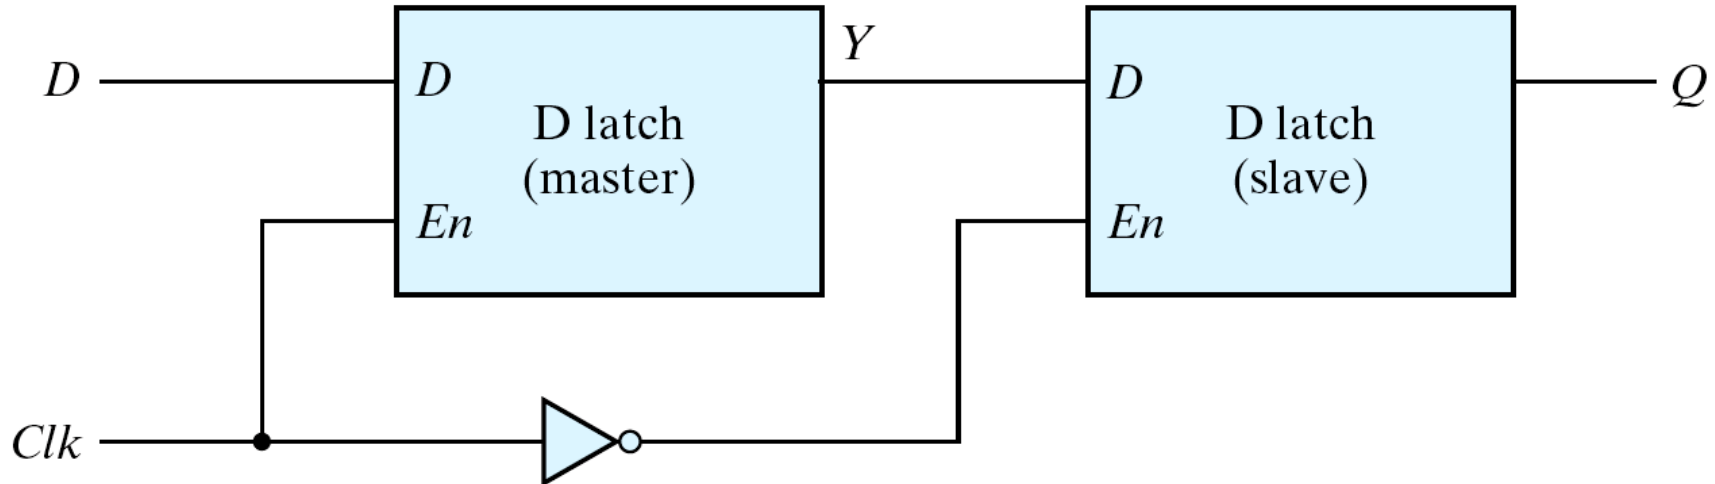 Y
D
D
D latch
(master)
En
D
D latch
(slave)
En
Q
Clk